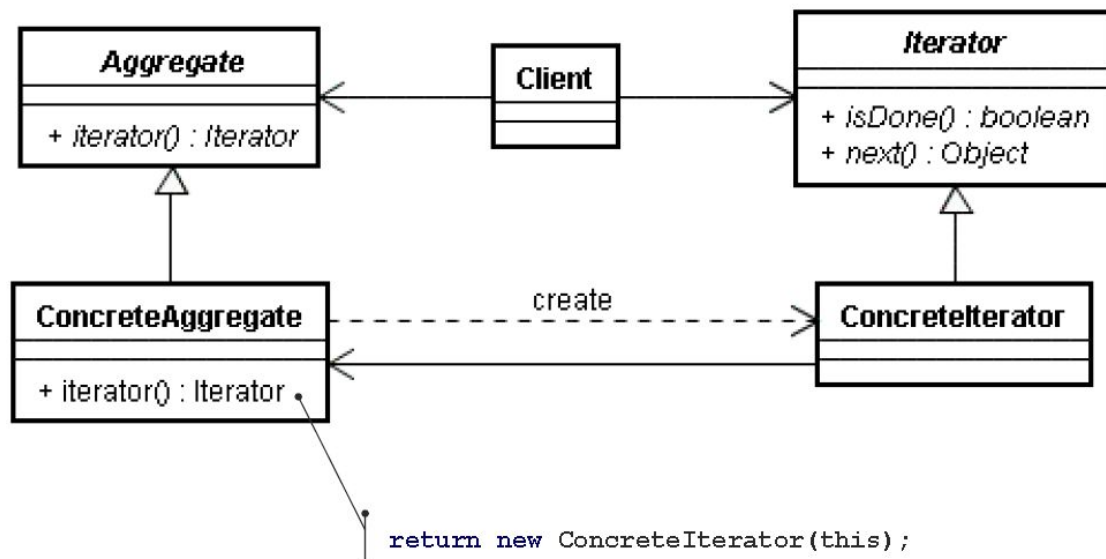 Aggregate
+ iterator() : Iterator
Client
Iterator
+ isDone() : boolean
+ next() : Object
ConcreteAggregate
+ iterator() : Iterator
create
ConcreteIterator
return new ConcreteIterator(this);